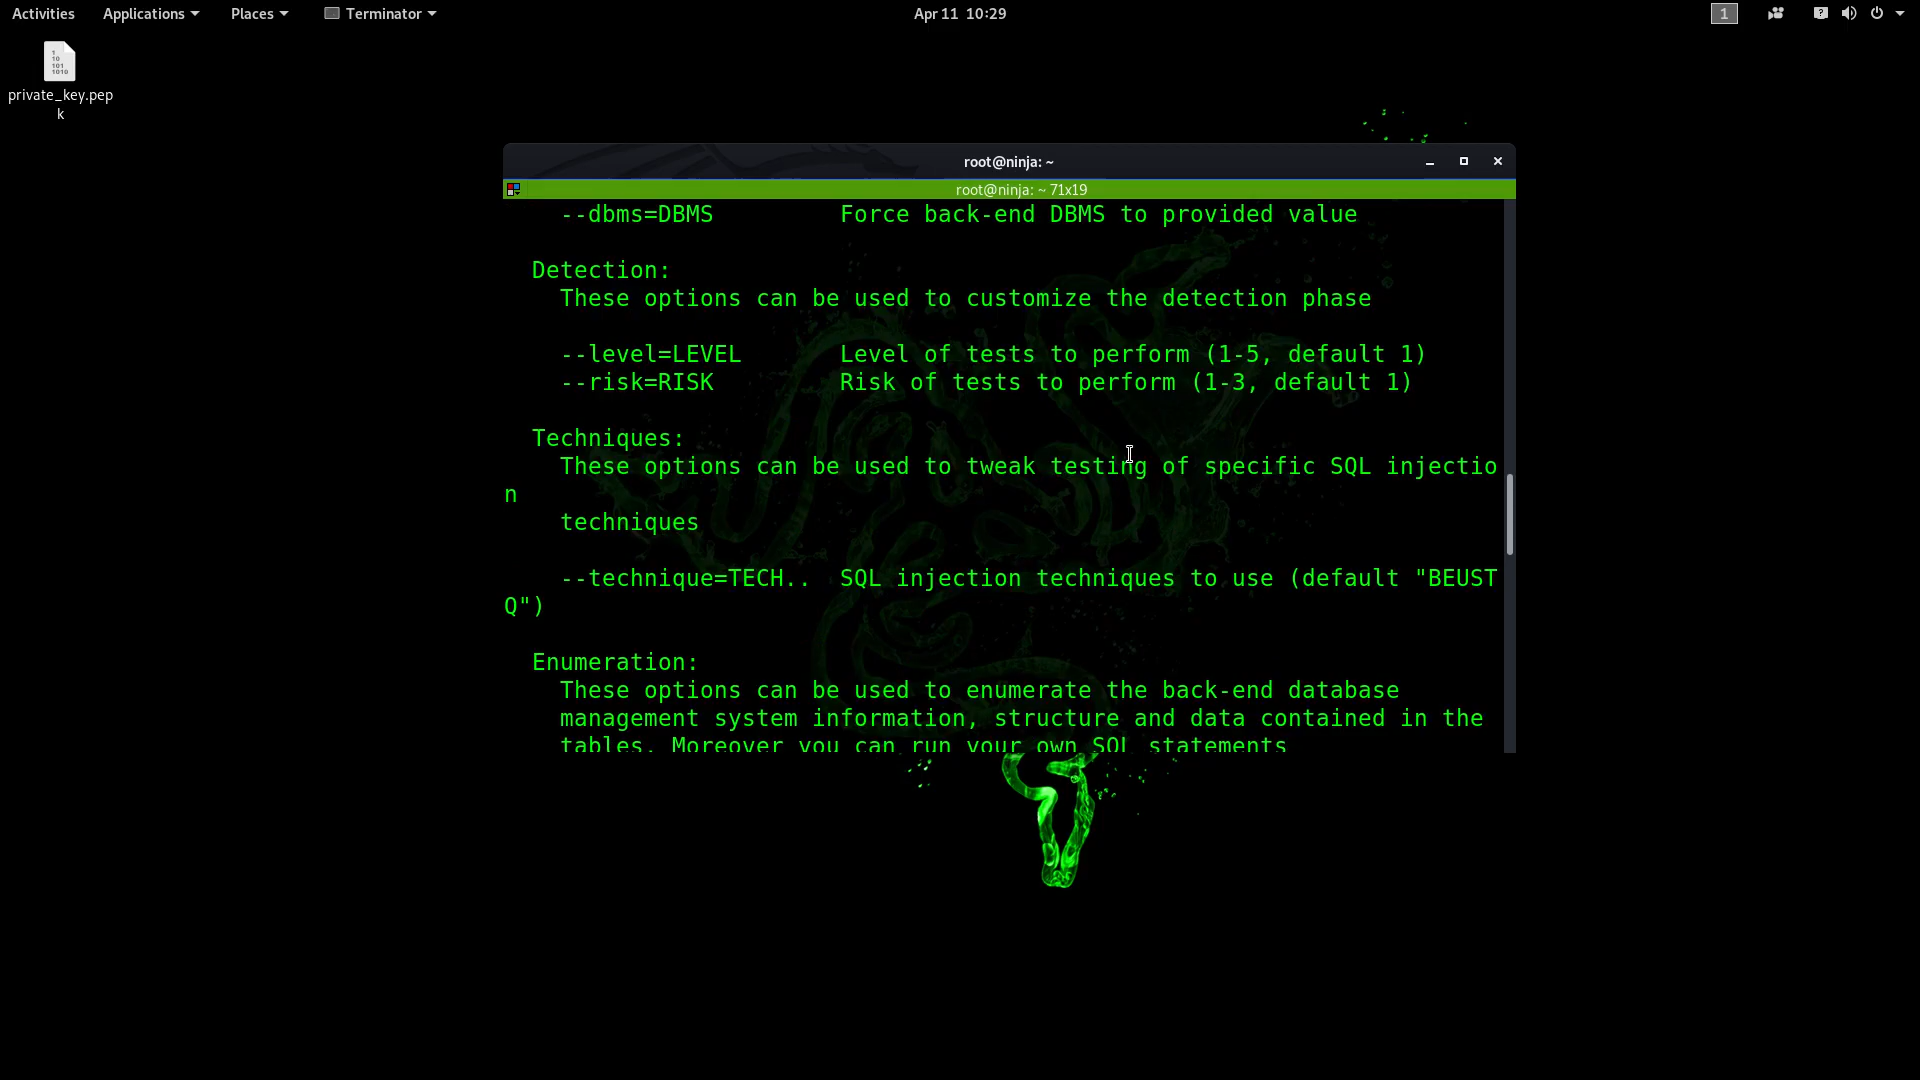 Activities Applications Places Terminator Apr 11 10:29 1
1
10
101
1010
private_key.pep
k
root@ninja: ~
root@ninja: ~ 71x19
--dbms=DBMS Force back-end DBMS to provided value
Detection:
These options can be used to customize the detection phase
--level=LEVEL Level of tests to perform (1-5, default 1)
--risk=RISK Risk of tests to perform (1-3, default 1)
Techniques:
These options can be used to tweak testing of specific SQL injectio
n
techniques
--technique=TECH.. SQL injection techniques to use (default "BEUST
Q")
Enumeration:
These options can be used to enumerate the back-end database
management system information, structure and data contained in the
tables. Moreover you can run your own SQL statements